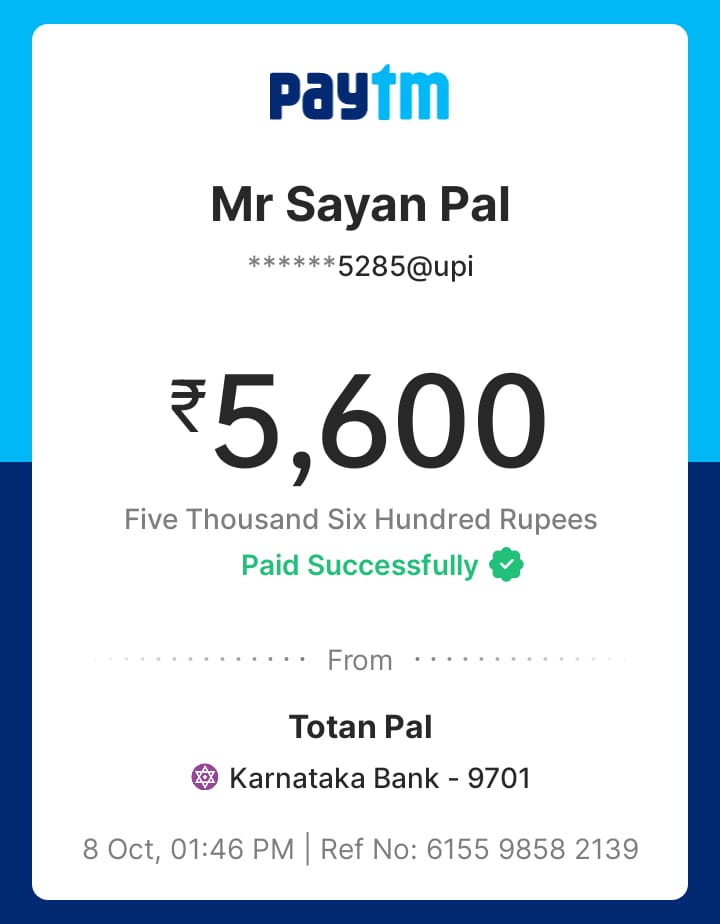 paytm
Mr Sayan Pal
******5285@upi
₹5,600
Five Thousand Six Hundred Rupees
Paid Successfully
From
Totan Pal
Karnataka Bank - 9701
8 Oct, 01:46 PM | Ref No: 6155 9858 2139